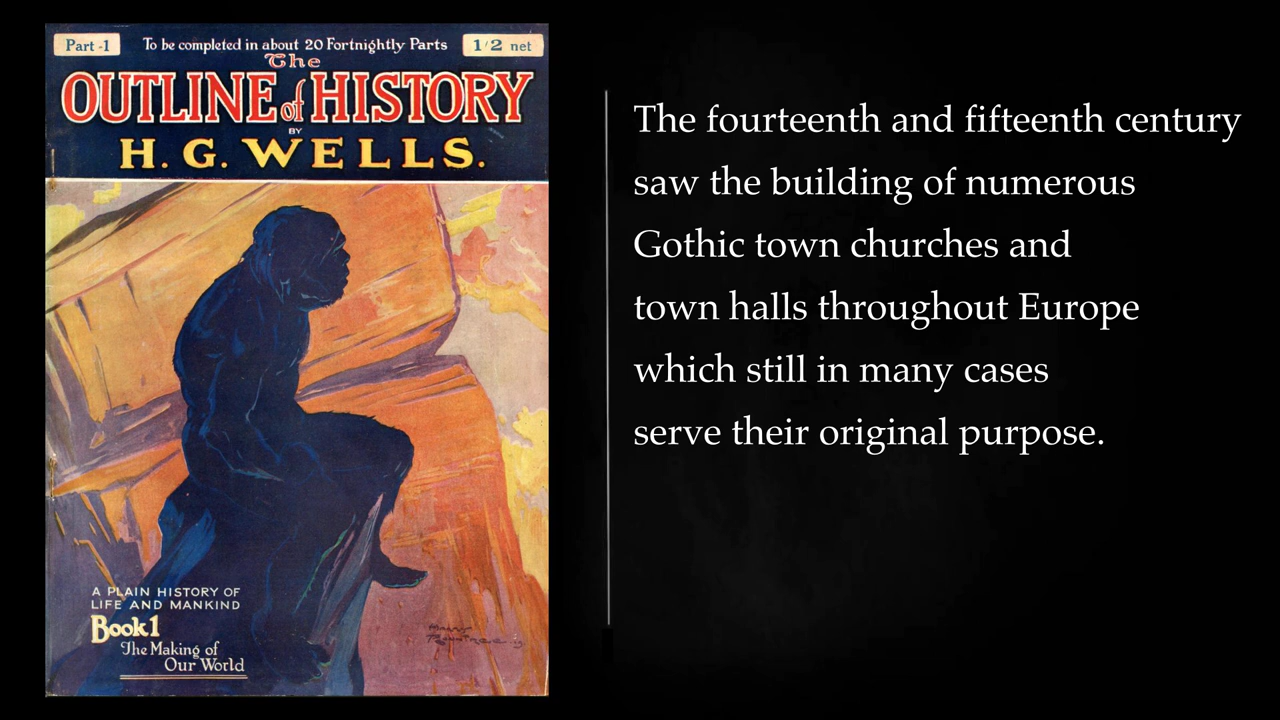 Part -1
To be completed in about 20 Fortnightly Parts
1/2 net
The
OUTLINE of HISTORY
BY
H. G. WELLS.
A PLAIN HISTORY OF
LIFE AND MANKIND
Book 1
The Making of
Our World
The fourteenth and fifteenth century
saw the building of numerous
Gothic town churches and
town halls throughout Europe
which still in many cases
serve their original purpose.